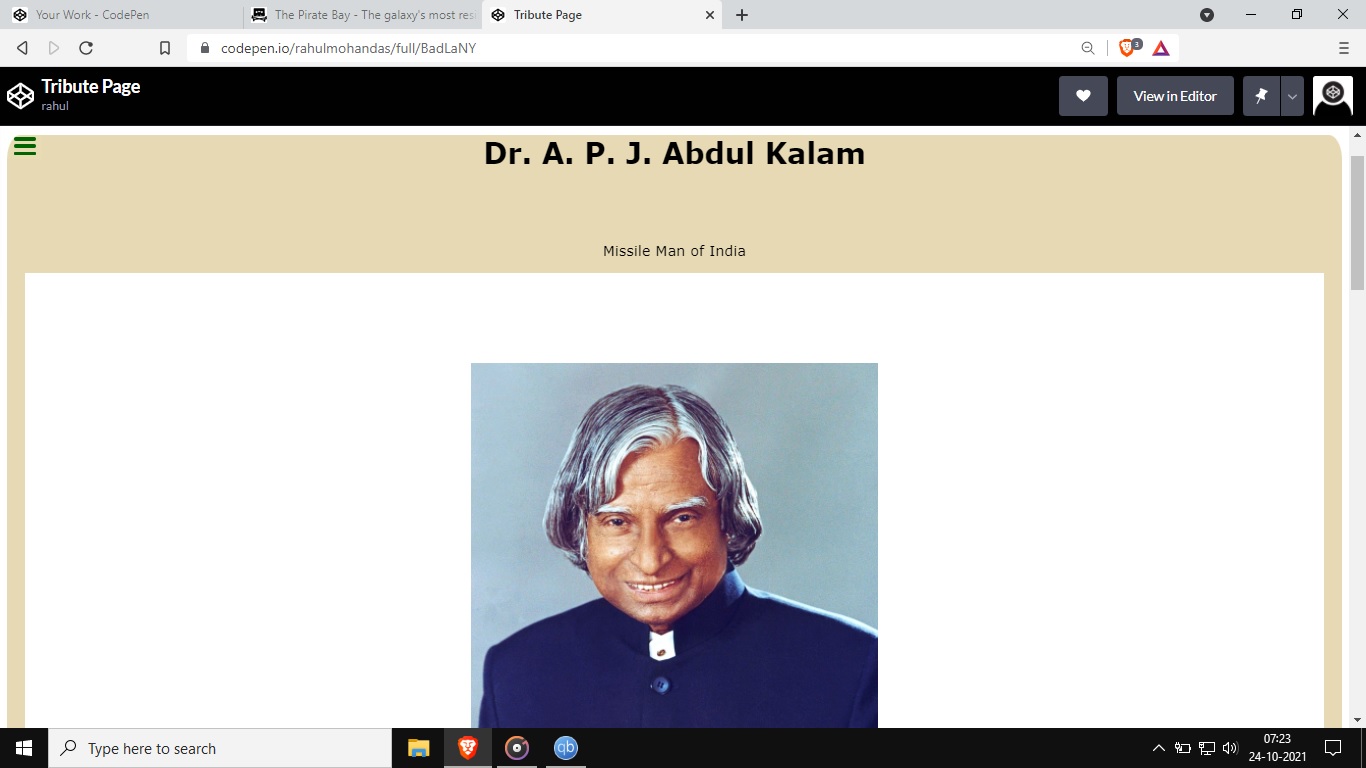 Your Work - CodePen
The Pirate Bay - The galaxy's most res
Tribute Page
codepen.io/rahulmohandas/full/BadLaNY
3
Tribute Page
rahul
View in Editor
Dr. A. P. J. Abdul Kalam
Missile Man of India
Type here to search
qb
07:23
24-10-2021